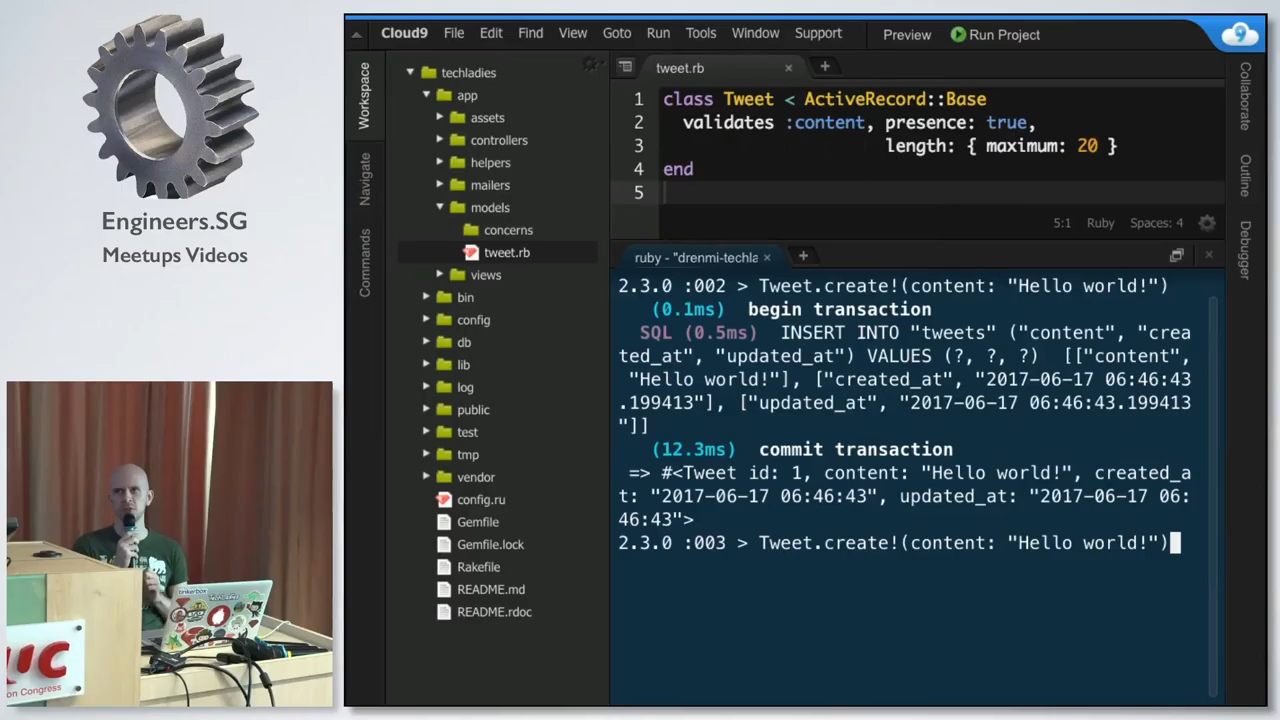 Engineers.SG
Meetups Videos
UIC
on Congress
tinkerbox
Cloud9 File Edit Find View Goto Run Tools Window Support Preview Run Project
Workspace
Navigate
Commands
techladies
app
assets
controllers
helpers
mailers
models
concerns
tweet.rb
views
bin
config
db
lib
log
public
test
tmp
vendor
config.ru
Gemfile
Gemfile.lock
Rakefile
README.md
README.rdoc
tweet.rb
1 class Tweet < ActiveRecord::Base
2 validates :content, presence: true,
3 length: { maximum: 20 }
4 end
5
5:1 Ruby Spaces: 4
ruby - "drenmi-techla
2.3.0 :002 > Tweet.create!(content: "Hello world!")
(0.1ms) begin transaction
SQL (0.5ms) INSERT INTO "tweets" ("content", "crea
ted_at", "updated_at") VALUES (?, ?, ?) [["content",
"Hello world!"], ["created_at", "2017-06-17 06:46:43
.199413"], ["updated_at", "2017-06-17 06:46:43.199413
"]]
(12.3ms) commit transaction
=> #<Tweet id: 1, content: "Hello world!", created_a
t: "2017-06-17 06:46:43", updated_at: "2017-06-17 06:
46:43">
2.3.0 :003 > Tweet.create!(content: "Hello world!")
Collaborate
Outline
Debugger